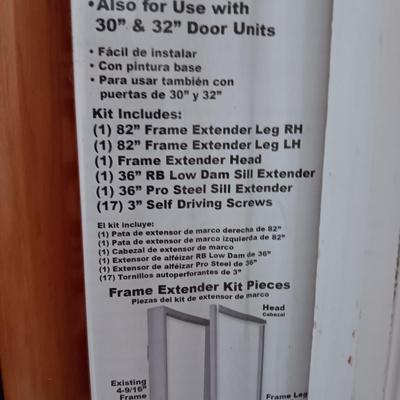 •Also for Use with
30” & 32” Door Units
• Fácil de instalar
• Con pintura base
• Para usar también con
puertas de 30” y 32”
Kit Includes:
(1) 82” Frame Extender Leg RH
(1) 82” Frame Extender Leg LH
(1) Frame Extender Head
(1) 36” RB Low Dam Sill Extender
(1) 36” Pro Steel Sill Extender
(17) 3” Self Driving Screws
El kit incluye:
(1) Pata de extensor de marco derecha de 82”
(1) Pata de extensor de marco izquierda de 82”
(1) Cabezal de extensor de marco
(1) Extensor de alféizar RB Low Dam de 36”
(1) Extensor de alféizar Pro Steel de 36”
(17) Tornillos autoperforantes de 3”
Frame Extender Kit Pieces
Piezas del kit de extensor de marco
Head
Cabezal
Existing
4-9/16”
Frame
Frame Leg